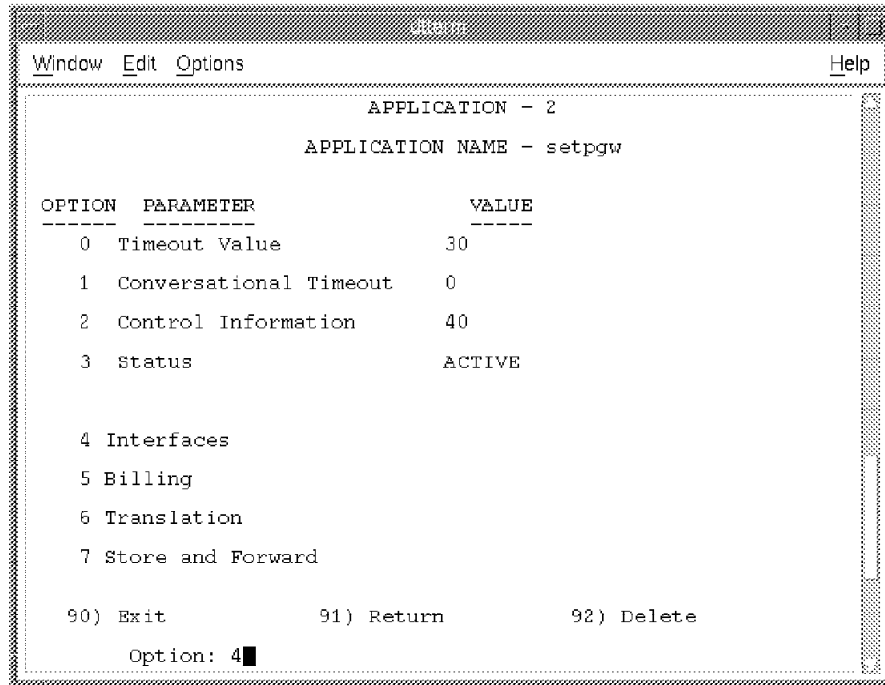 dtterm
Window Edit Options Help
APPLICATION - 2
APPLICATION NAME - setpgw
OPTION PARAMETER VALUE
------ --------- -----
0 Timeout Value 30
1 Conversational Timeout 0
2 Control Information 40
3 Status ACTIVE
4 Interfaces
5 Billing
6 Translation
7 Store and Forward
90) Exit 91) Return 92) Delete
Option: 4